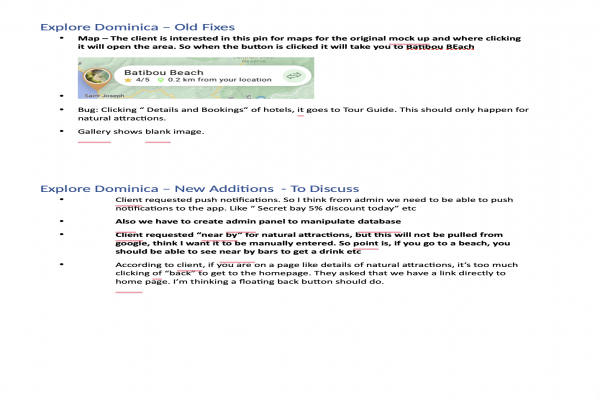 Explore Dominica – Old Fixes
• Map – The client is interested in this pin for maps for the original mock up and where clicking
it will open the area. So when the button is clicked it will take you to Batibou BEach
Reserve
Batibou Beach
4/5 0.2 km from your location
Saint Joseph
•
• Bug: Clicking “ Details and Bookings” of hotels, it goes to Tour Guide. This should only happen for
natural attractions.
• Gallery shows blank image.
Explore Dominica – New Additions - To Discuss
• Client requested push notifications. So I think from admin we need to be able to push
notifications to the app. Like “ Secret bay 5% discount today” etc
• Also we have to create admin panel to manipulate database
• Client requested “near by” for natural attractions, but this will not be pulled from
google, think I want it to be manually entered. So point is, if you go to a beach, you
should be able to see near by bars to get a drink etc
• According to client, if you are on a page like details of natural attractions, it’s too much
clicking of “back” to get to the homepage. They asked that we have a link directly to
home page. I’m thinking a floating back button should do.